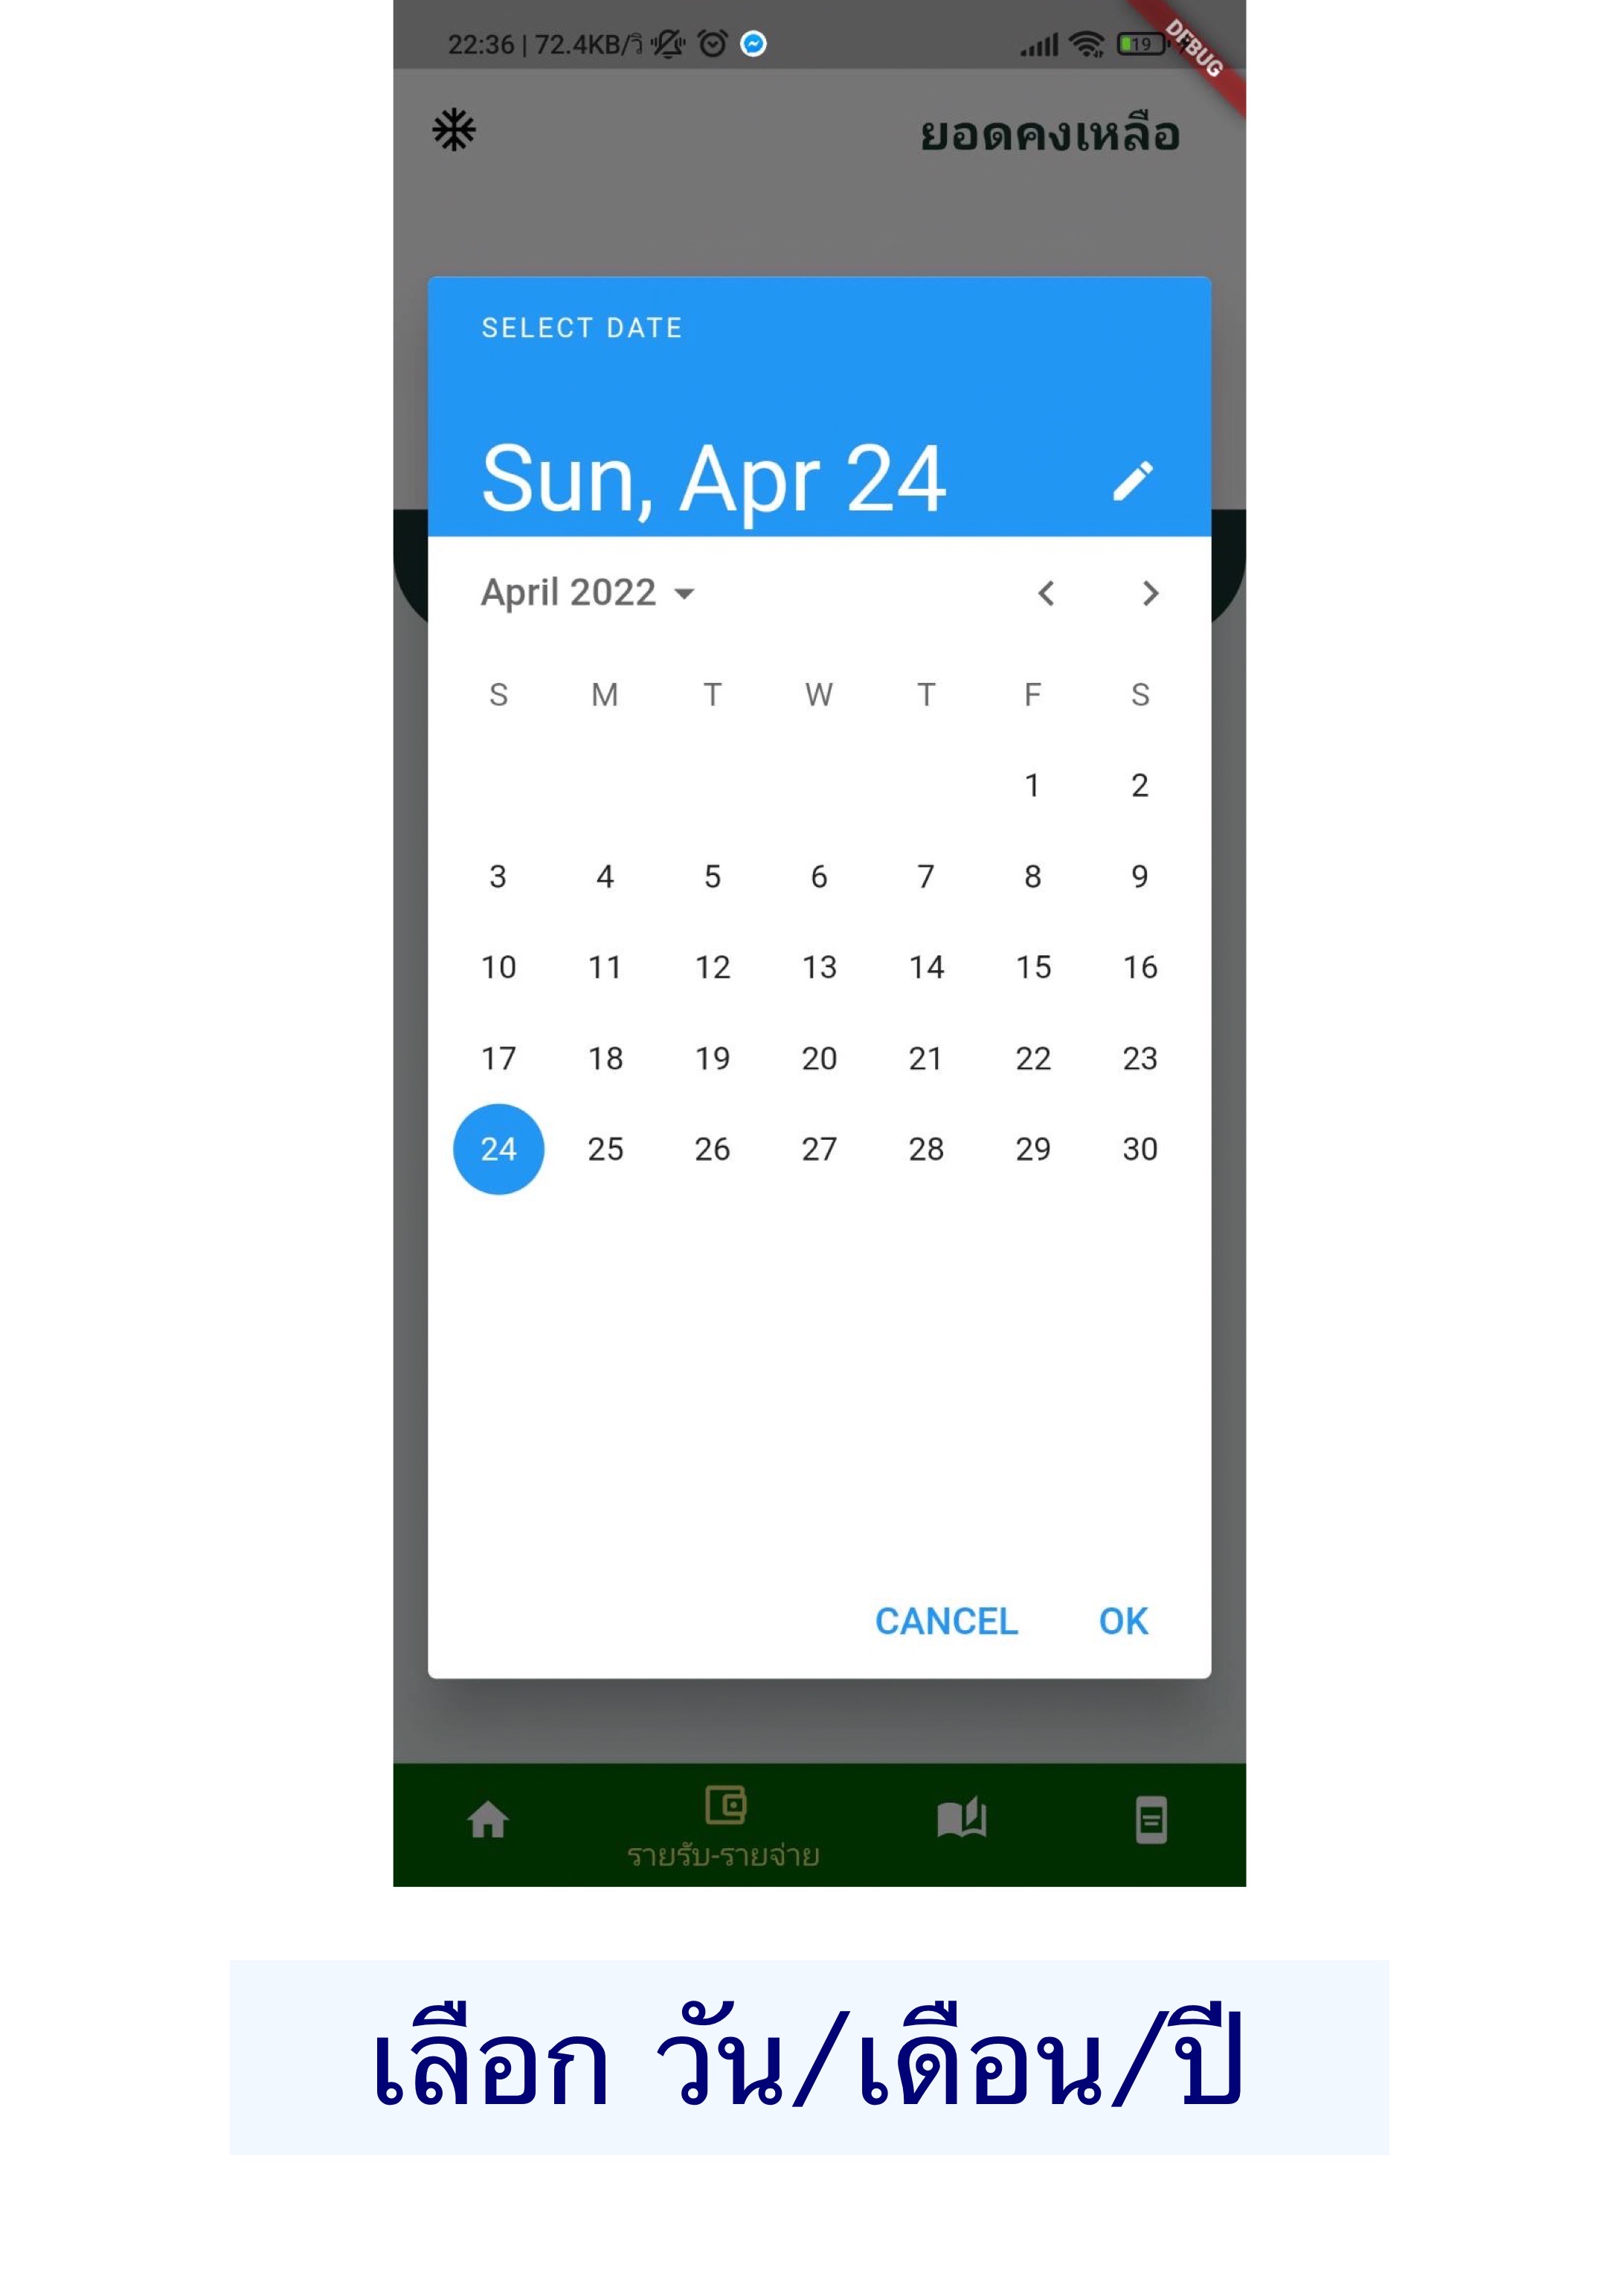 22:36 | 72.4KB/วิ
19
DEBUG
ยอดคงเหลือ
SELECT DATE
Sun, Apr 24
April 2022
S M T W T F S
1 2
3 4 5 6 7 8 9
10 11 12 13 14 15 16
17 18 19 20 21 22 23
24 25 26 27 28 29 30
CANCEL OK
รายรับ-รายจ่าย
เลือก วัน/เดือน/ปี